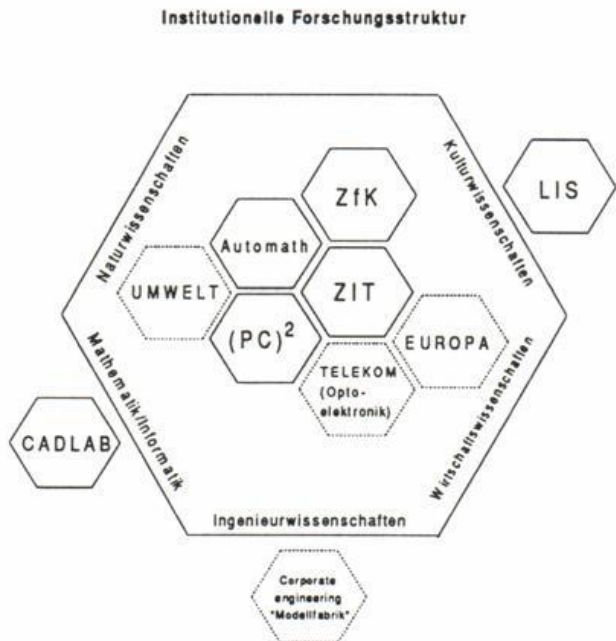 Institutionelle Forschungsstruktur
Naturwissenschaften
Kulturwissenschaften
ZfK
LIS
Automath
UMWELT
ZIT
(PC)²
EUROPA
TELEKOM
(Opto-
elektronik)
Mathematik/Informatik
Wirtschaftswissenschaften
CADLAB
Ingenieurwissenschaften
Corporate
engineering
"Modellfabrik"